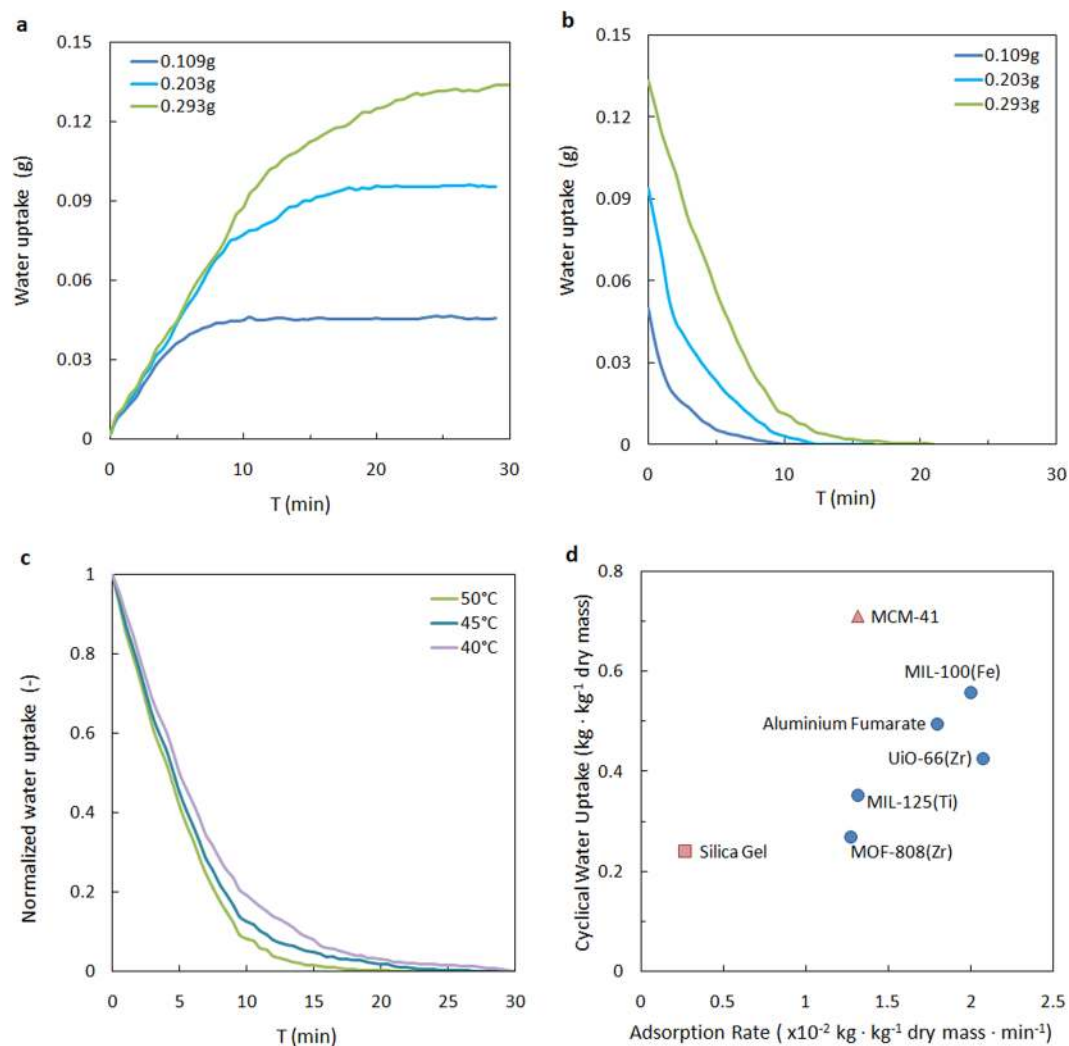 a
0.15
0.12
0.09
0.06
0.03
0
0.109g
0.203g
0.293g
Water uptake (g)
0 10 20 30
T (min)
b
0.15
0.12
0.09
0.06
0.03
0
0.109g
0.203g
0.293g
Water uptake (g)
0 10 20 30
T (min)
c
1
0.8
0.6
0.4
0.2
0
50°C
45°C
40°C
Normalized water uptake (-)
0 5 10 15 20 25 30
T (min)
d
0.8
0.6
0.4
0.2
0
MCM-41
MIL-100(Fe)
Aluminium Fumarate
UiO-66(Zr)
MIL-125(Ti)
Silica Gel
MOF-808(Zr)
Cyclical Water Uptake (kg · kg⁻¹ dry mass)
0 0.5 1 1.5 2 2.5
Adsorption Rate ( x10⁻² kg · kg⁻¹ dry mass · min⁻¹)